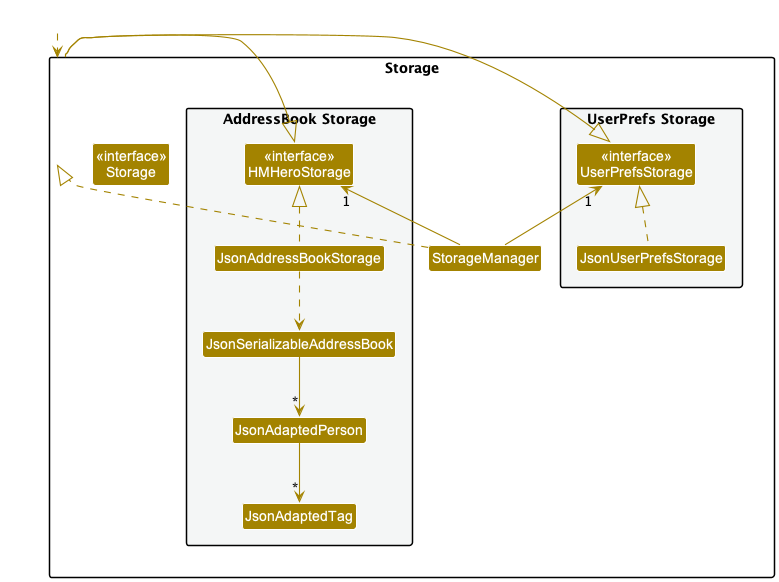 Storage
AddressBook Storage
UserPrefs Storage
«interface»
Storage
«interface»
HMHeroStorage
«interface»
UserPrefsStorage
1
1
JsonAddressBookStorage
StorageManager
JsonUserPrefsStorage
JsonSerializableAddressBook
*
JsonAdaptedPerson
*
JsonAdaptedTag